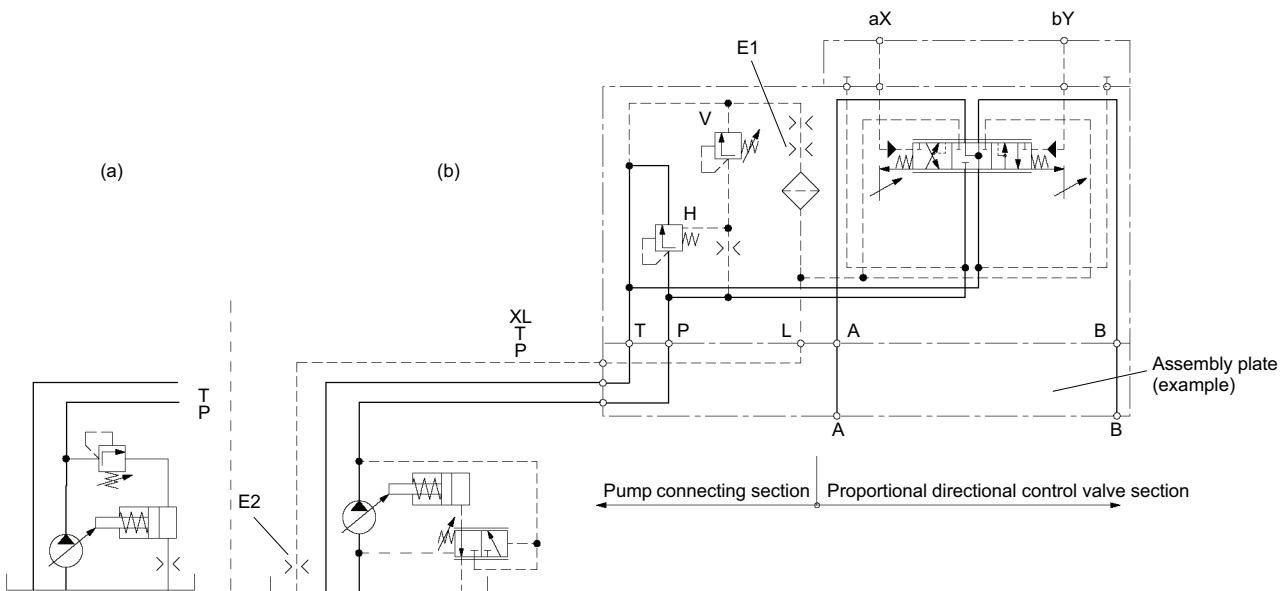 aX
bY
E1
V
(a)
(b)
H
XL
T
P
T
P
L
A
B
Assembly plate
(example)
T
P
A
B
Pump connecting section
Proportional directional control valve section
E2